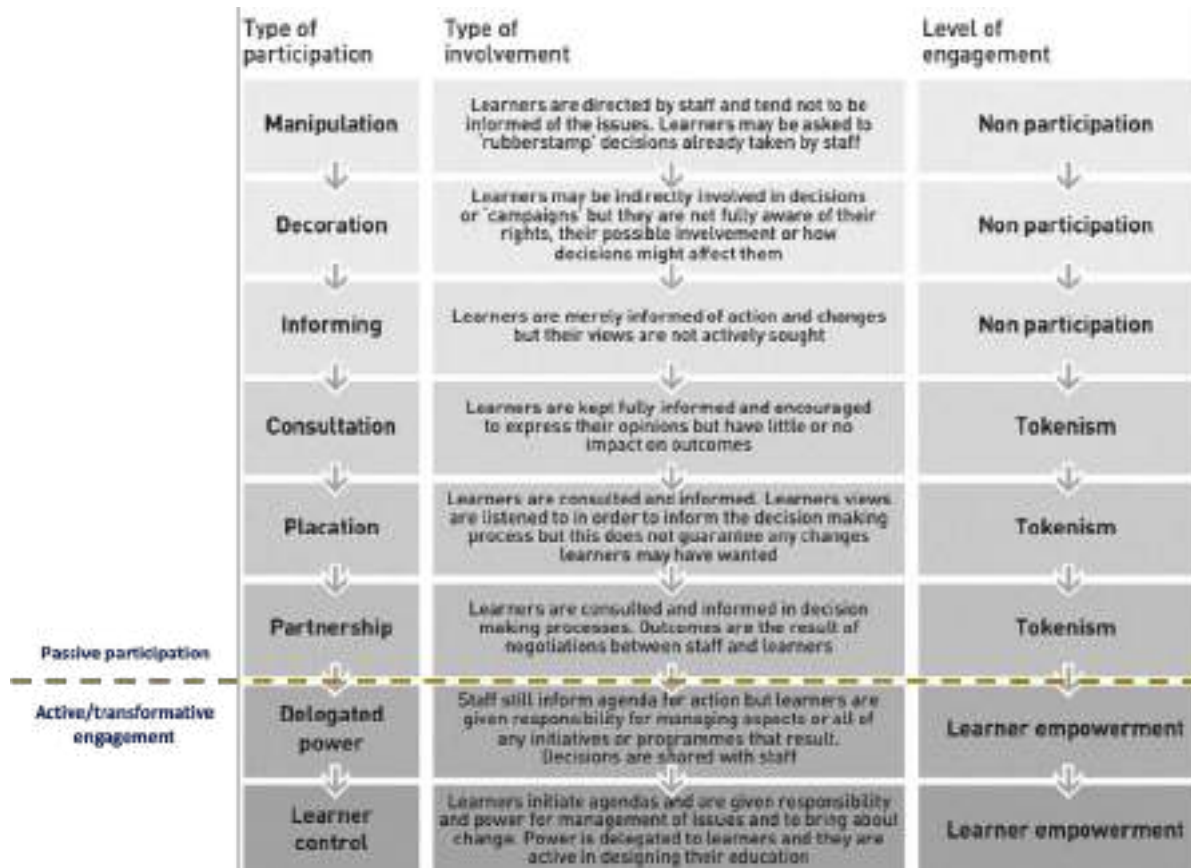 Type of
participation
Type of
involvement
Level of
engagement
Manipulation
Learners are directed by staff and tend not to be
informed of the issues. Learners may be asked to
'rubberstamp' decisions already taken by staff
Non participation
Decoration
Learners may be indirectly involved in decisions
or 'campaigns' but they are not fully aware of their
rights, their possible involvement or how
decisions might affect them
Non participation
Informing
Learners are merely informed of action and changes
but their views are not actively sought
Non participation
Consultation
Learners are kept fully informed and encouraged
to express their opinions but have little or no
impact on outcomes
Tokenism
Placation
Learners are consulted and informed. Learners views
are listened to in order to inform the decision making
process but this does not guarantee any changes
learners may have wanted
Tokenism
Partnership
Learners are consulted and informed in decision
making processes. Outcomes are the result of
negotiations between staff and learners
Tokenism
Passive participation
Active/transformative
engagement
Delegated
power
Staff still inform agenda for action but learners are
given responsibility for managing aspects or all of
any initiatives or programmes that result.
Decisions are shared with staff
Learner empowerment
Learner
control
Learners initiate agendas and are given responsibility
and power for management of issues and to bring about
change. Power is delegated to learners and they are
active in designing their education
Learner empowerment